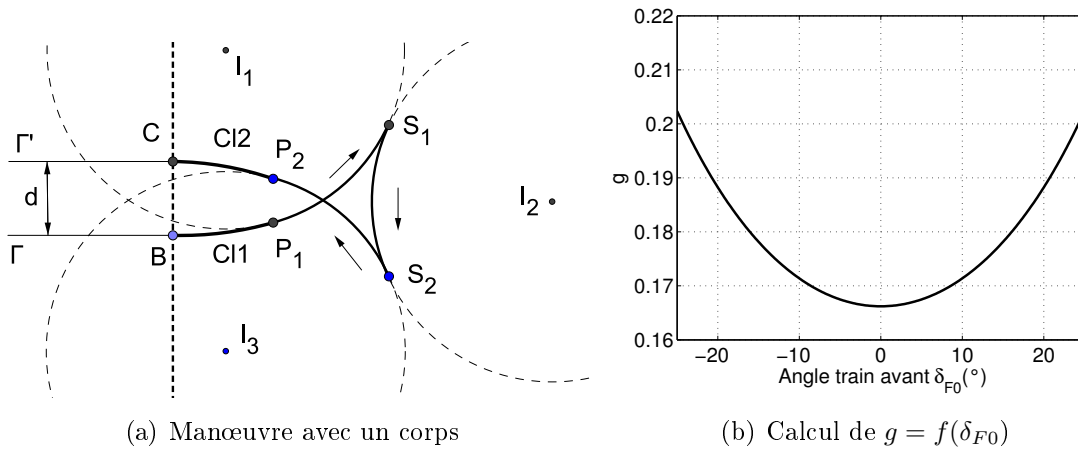 I1
C
Cl2
P2
S1
Γ'
d
I2
Γ
B
Cl1
P1
S2
I3
(a) Manœuvre avec un corps
0.22
0.21
0.2
0.19
0.18
0.17
0.16
g
−20 −10 0 10 20
Angle train avant δF0(°)
(b) Calcul de g = f(δF0)